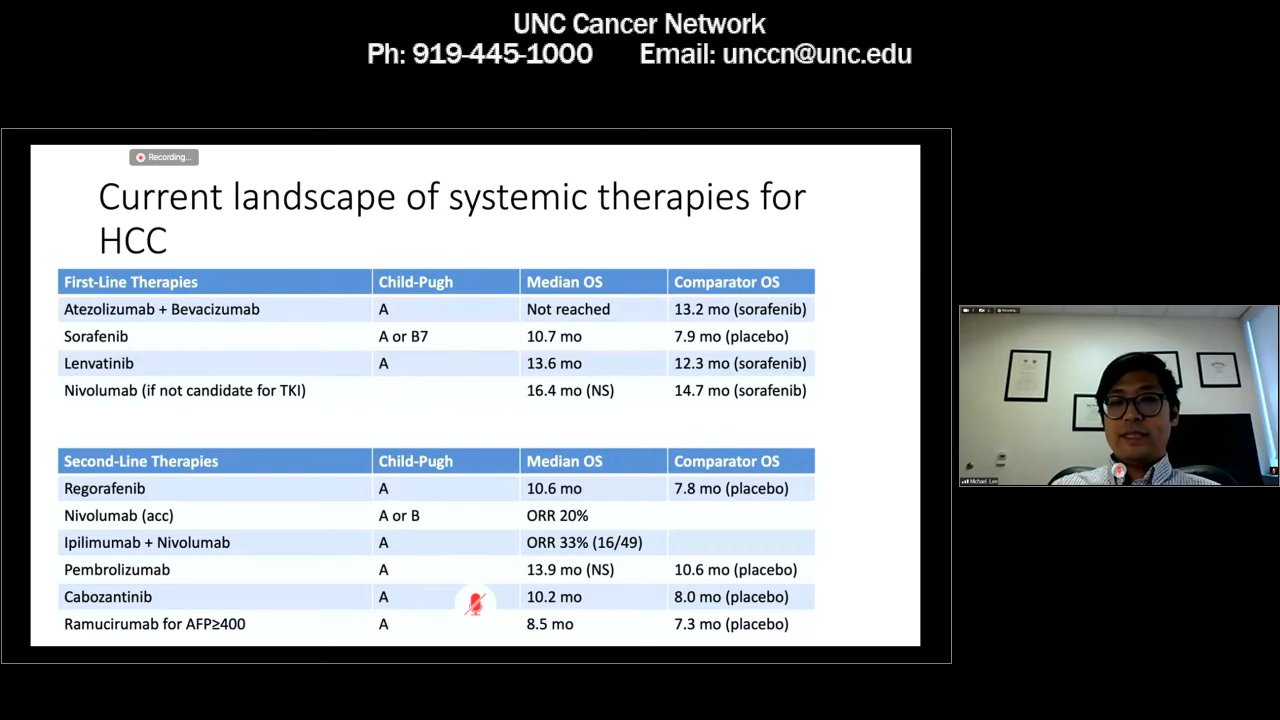 UNC Cancer Network
Ph: 919-445-1000 Email: unccn@unc.edu
Recording...
Current landscape of systemic therapies for
HCC
First-Line Therapies Child-Pugh Median OS Comparator OS
Atezolizumab + Bevacizumab A Not reached 13.2 mo (sorafenib)
Sorafenib A or B7 10.7 mo 7.9 mo (placebo)
Lenvatinib A 13.6 mo 12.3 mo (sorafenib)
Nivolumab (if not candidate for TKI) 16.4 mo (NS) 14.7 mo (sorafenib)
Second-Line Therapies Child-Pugh Median OS Comparator OS
Regorafenib A 10.6 mo 7.8 mo (placebo)
Nivolumab (acc) A or B ORR 20%
Ipilimumab + Nivolumab A ORR 33% (16/49)
Pembrolizumab A 13.9 mo (NS) 10.6 mo (placebo)
Cabozantinib A 10.2 mo 8.0 mo (placebo)
Ramucirumab for AFP≥400 A 8.5 mo 7.3 mo (placebo)
Recording...
Michael Lee